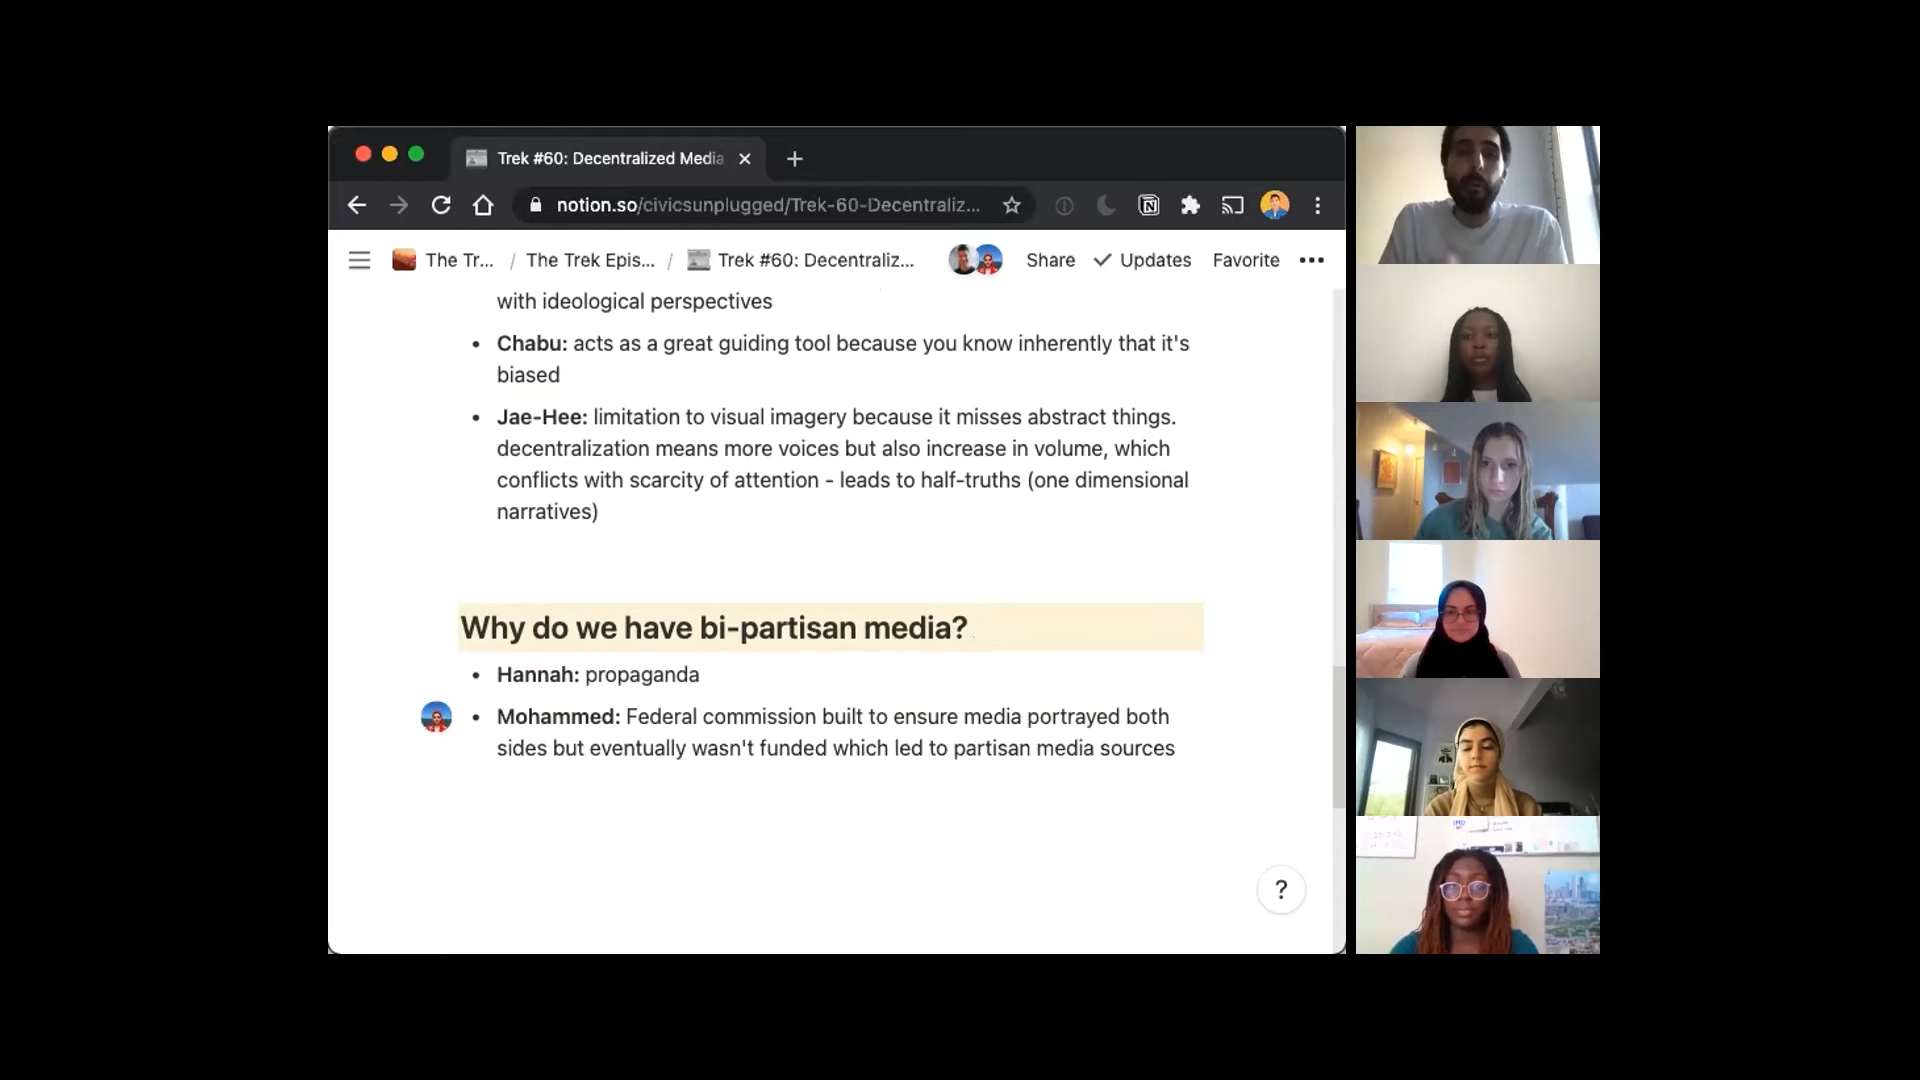 Trek #60: Decentralized Media
notion.so/civicsunplugged/Trek-60-Decentraliz...
The Tr... / The Trek Epis... / Trek #60: Decentraliz... Share Updates Favorite
with ideological perspectives
• Chabu: acts as a great guiding tool because you know inherently that it's
biased
• Jae-Hee: limitation to visual imagery because it misses abstract things.
decentralization means more voices but also increase in volume, which
conflicts with scarcity of attention - leads to half-truths (one dimensional
narratives)
Why do we have bi-partisan media?
• Hannah: propaganda
• Mohammed: Federal commission built to ensure media portrayed both
sides but eventually wasn't funded which led to partisan media sources
?